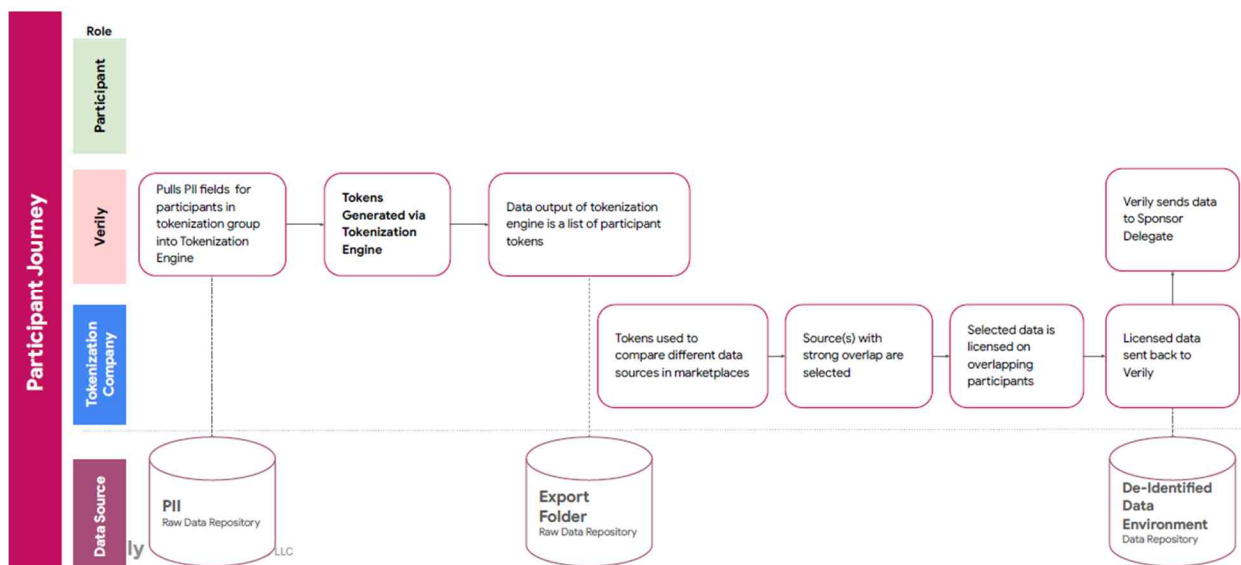 Participant Journey
Role
Participant
Verily
Pulls PII fields for
participants in
tokenization group
into Tokenization
Engine
Tokens
Generated via
Tokenization
Engine
Data output of tokenization
engine is a list of participant
tokens
Verily sends data
to Sponsor
Delegate
Tokenization
Company
Tokens used to
compare different data
sources in marketplaces
Source(s) with
strong overlap are
selected
Selected data is
licensed on
overlapping
participants
Licensed data
sent back to
Verily
Data Source
PII
Raw Data Repository
Export
Folder
Raw Data Repository
De-Identified
Data
Environment
Data Repository
ly
LLC